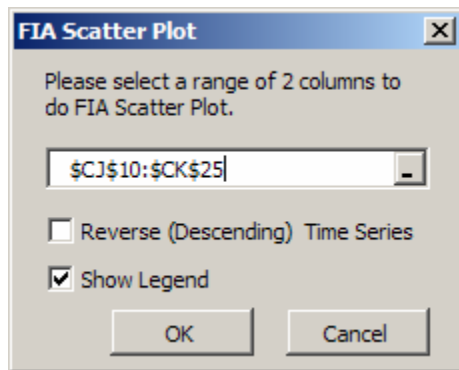 FIA Scatter Plot
Please select a range of 2 columns to
do FIA Scatter Plot.
$CJ$10:$CK$25
Reverse (Descending) Time Series
Show Legend
OK Cancel